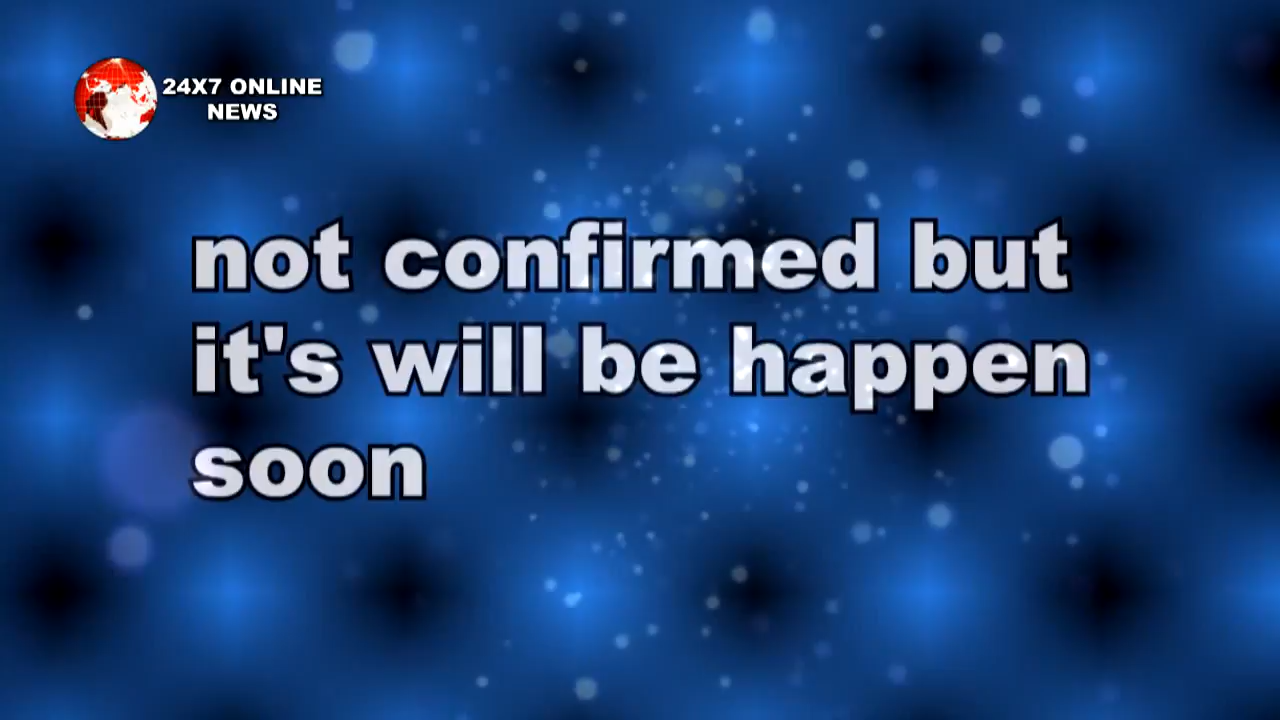 24X7 ONLINE
NEWS
not confirmed but
it's will be happen
soon